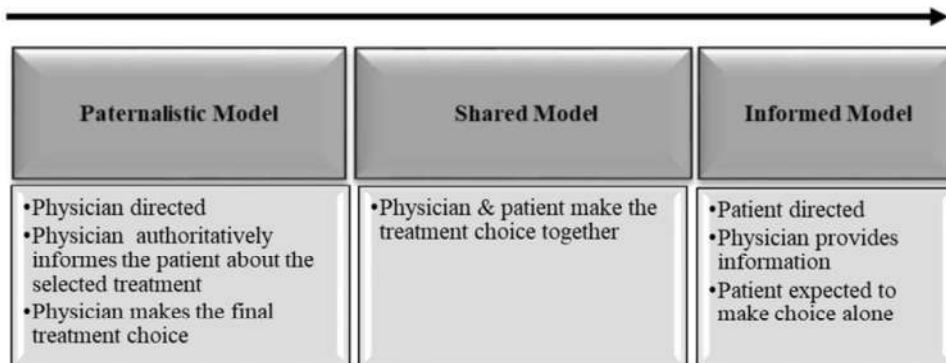 Paternalistic Model
Shared Model
Informed Model
•Physician directed
•Physician authoritatively
informes the patient about the
selected treatment
•Physician makes the final
treatment choice
•Physician & patient make the
treatment choice together
•Patient directed
•Physician provides
information
•Patient expected to
make choice alone